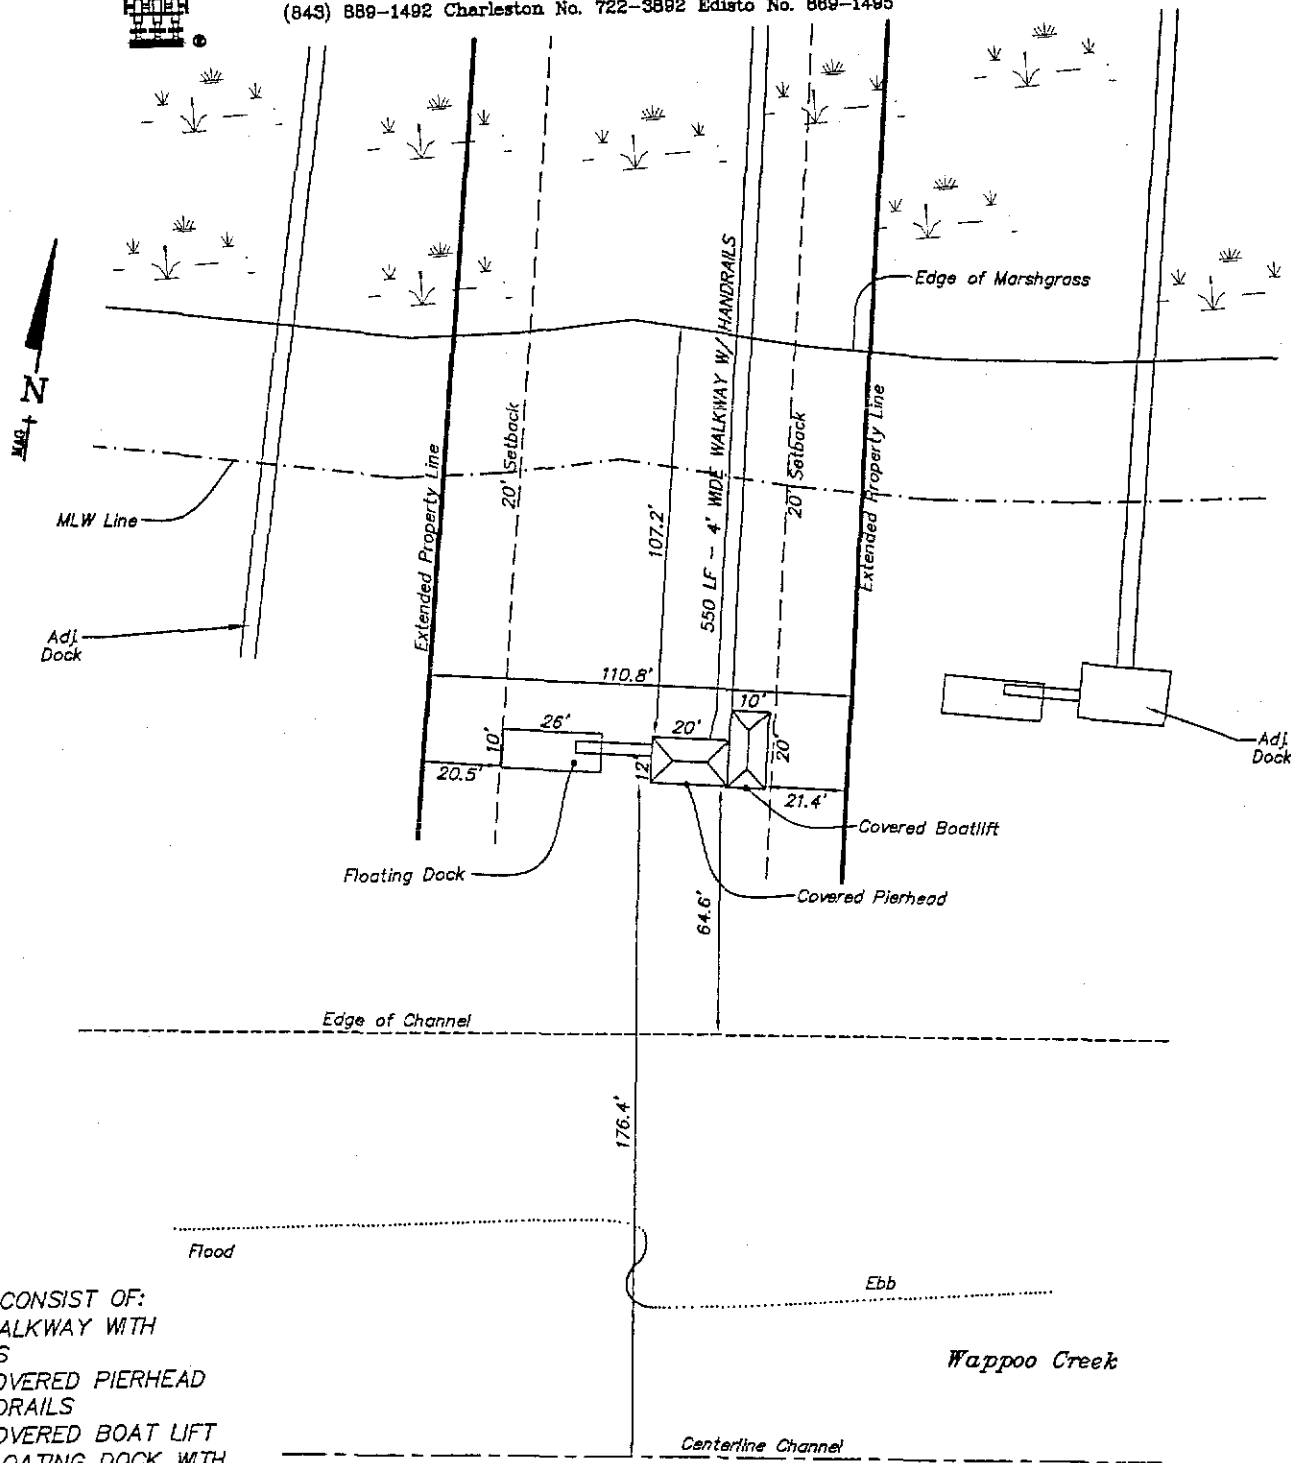 (843) 889-1492 Charleston No. 722-3892 Edisto No. 869-1495
®
N
MAG
Edge of Marshgrass
550 LF - 4' WIDE WALKWAY W/ HANDRAILS
20' Setback
20' Setback
Extended Property Line
Extended Property Line
MLW Line
107.2'
Adj. Dock
110.8'
10'
26'
20'
10'
20'
12'
20.5'
21.4'
Adj. Dock
Covered Boatlift
Floating Dock
Covered Pierhead
64.6'
Edge of Channel
176.4'
Flood
Ebb
CONSIST OF:
ALKWAY WITH
S
OVERED PIERHEAD
DRAILS
OVERED BOAT LIFT
OATING DOCK WITH
Wappoo Creek
Centerline Channel